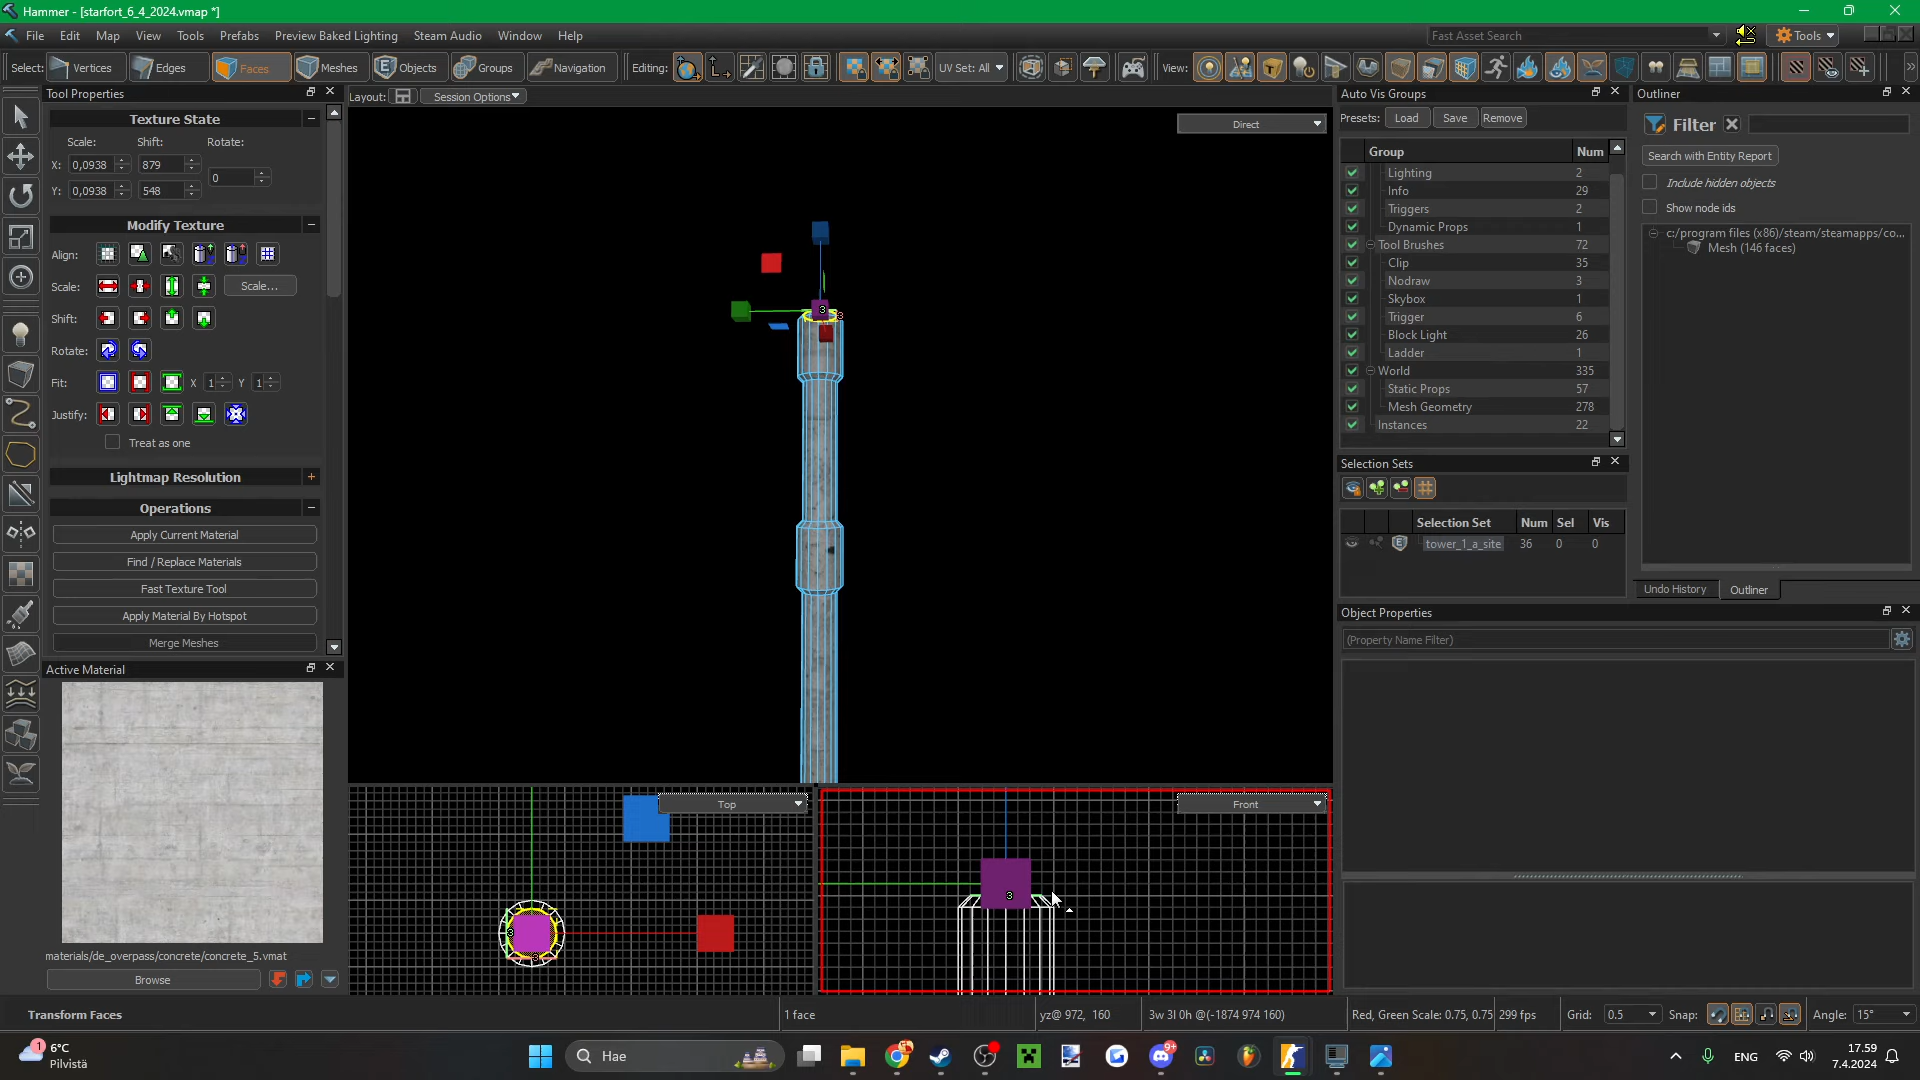 Hammer - [starfort_6_4_2024.vmap *]
File Edit Map View Tools Prefabs Preview Baked Lighting Steam Audio Window Help
Fast Asset Search
Tools
Select: Vertices Edges Faces Meshes Objects Groups Navigation Editing: UV Set: All View:
Tool Properties
Layout: Session Options
Direct
Texture State
Scale: Shift: Rotate:
X: 0,0938 879 0
Y: 0,0938 548
Modify Texture
Align:
Scale: Scale...
Shift:
Rotate:
Fit: X 1 Y 1
Justify:
Treat as one
Lightmap Resolution
Operations
Apply Current Material
Find / Replace Materials
Fast Texture Tool
Apply Material By Hotspot
Merge Meshes
Active Material
materials/de_overpass/concrete/concrete_5.vmat
Browse
3
3
Top
3
3
Front
3
Auto Vis Groups
Presets: Load Save Remove
Group Num
Lighting 2
Info 29
Triggers 2
Dynamic Props 1
Tool Brushes 72
Clip 35
Nodraw 3
Skybox 1
Trigger 6
Block Light 26
Ladder 1
World 335
Static Props 57
Mesh Geometry 278
Instances 22
Selection Sets
Selection Set Num Sel Vis
tower_1_a_site 36 0 0
Outliner
Filter
Search with Entity Report
Include hidden objects
Show node ids
c:/program files (x86)/steam/steamapps/co...
Mesh (146 faces)
Undo History Outliner
Object Properties
(Property Name Filter)
Transform Faces 1 face yz@ 972, 160 3w 3l 0h @(-1874 974 160) Red, Green Scale: 0.75, 0.75 299 fps Grid: 0.5 Snap: Angle: 15°
1
6°C
Pilvistä
Hae
9+
ENG
17.59
7.4.2024